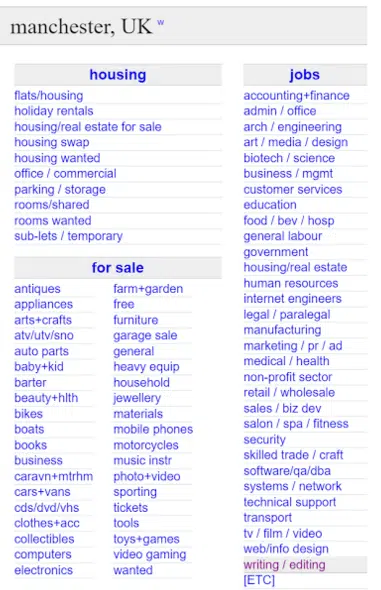 manchester, UK w
housing
flats/housing
holiday rentals
housing/real estate for sale
housing swap
housing wanted
office / commercial
parking / storage
rooms/shared
rooms wanted
sub-lets / temporary
for sale
antiques
appliances
arts+crafts
atv/utv/sno
auto parts
baby+kid
barter
beauty+hlth
bikes
boats
books
business
caravn+mtrhm
cars+vans
cds/dvd/vhs
clothes+acc
collectibles
computers
electronics
farm+garden
free
furniture
garage sale
general
heavy equip
household
jewellery
materials
mobile phones
motorcycles
music instr
photo+video
sporting
tickets
tools
toys+games
video gaming
wanted
jobs
accounting+finance
admin / office
arch / engineering
art / media / design
biotech / science
business / mgmt
customer services
education
food / bev / hosp
general labour
government
housing/real estate
human resources
internet engineers
legal / paralegal
manufacturing
marketing / pr / ad
medical / health
non-profit sector
retail / wholesale
sales / biz dev
salon / spa / fitness
security
skilled trade / craft
software/qa/dba
systems / network
technical support
transport
tv / film / video
web/info design
writing / editing
[ETC]